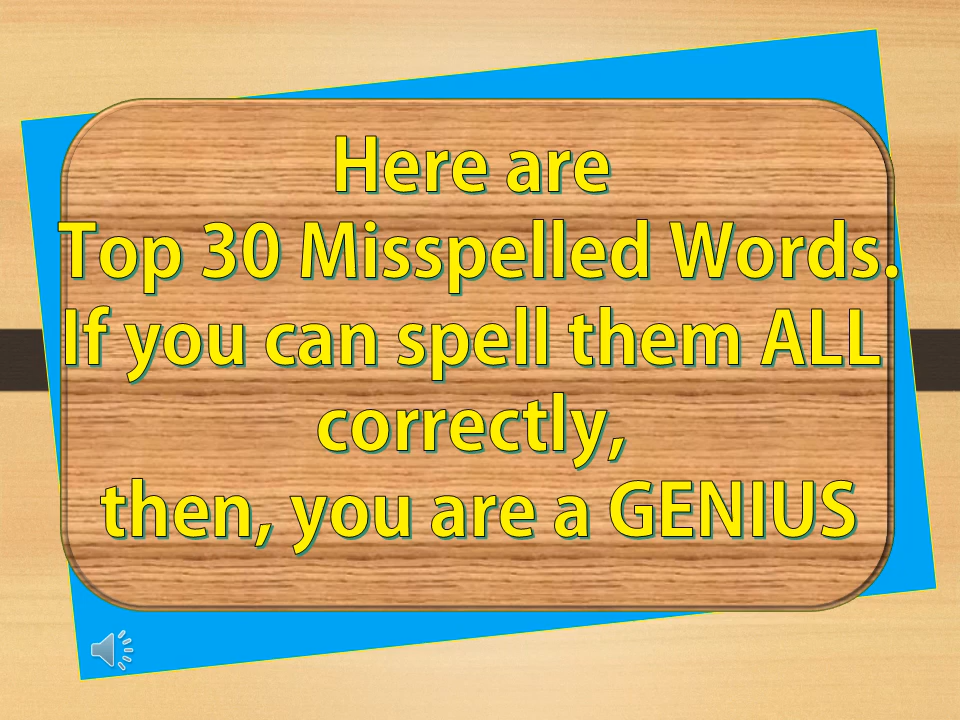 Here are
Top 30 Misspelled Words.
If you can spell them ALL
correctly,
then, you are a GENIUS